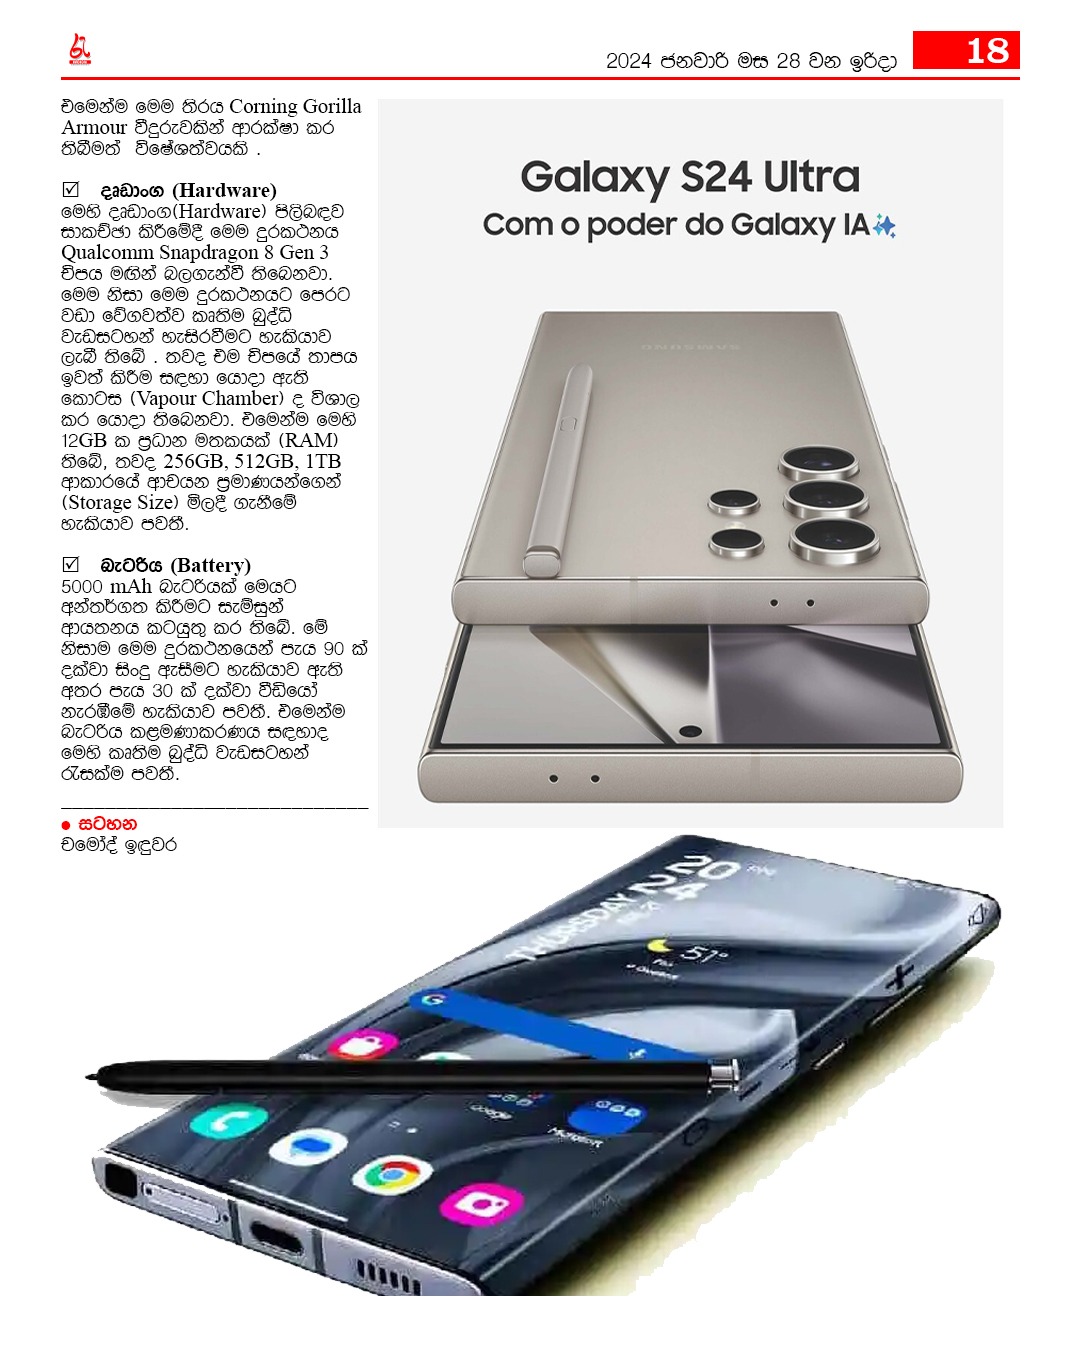 රැ
2024 ජනවාරි මස 28 වන ඉරිදා
18
එමෙන්ම මෙම තිරය Corning Gorilla
Armour වීදුරුවකින් ආරක්ෂා කර
තිබීමත් විෂේශත්වයකි .
☑ දෘඩාංග (Hardware)
මෙහි දෘඩාංග(Hardware) පිලිබඳව
සාකච්ඡා කිරීමේදී මෙම දුරකථනය
Qualcomm Snapdragon 8 Gen 3
චිපය මඟින් බලගැන්වී තිබෙනවා.
මෙම නිසා මෙම දුරකථනයට පෙරට
වඩා වේගවත්ව කෘතිම බුද්ධි
වැඩසටහන් හැසිරවීමට හැකියාව
ලැබී තිබේ . තවද එම චිපයේ තාපය
ඉවත් කිරීම සඳහා යොදා ඇති
කොටස (Vapour Chamber) ද විශාල
කර යොදා තිබෙනවා. එමෙන්ම මෙහි
12GB ක ප්‍රධාන මතකයක් (RAM)
තිබේ, තවද 256GB, 512GB, 1TB
ආකාරයේ ආචයන ප්‍රමාණයන්ගෙන්
(Storage Size) මිලදී ගැනීමේ
හැකියාව පවතී.
☑ බැටරිය (Battery)
5000 mAh බැටරියක් මෙයට
අන්තර්ගත කිරීමට සැම්සුන්
ආයතනය කටයුතු කර තිබේ. මේ
නිසාම මෙම දුරකථනයෙන් පැය 90 ක්
දක්වා සිංදු ඇසීමට හැකියාව ඇති
අතර පැය 30 ක් දක්වා වීඩියෝ
නැරඹීමේ හැකියාව පවතී. එමෙන්ම
බැටරිය කළමණාකරණය සඳහාද
මෙහි කෘතිම බුද්ධි වැඩසටහන්
රැසක්ම පවතී.
● සටහන
චමෝද් ඉඳුවර
Galaxy S24 Ultra
Com o poder do Galaxy IA
SAMSUNG
THURSDAY
22
04
51°
Google
Microsoft